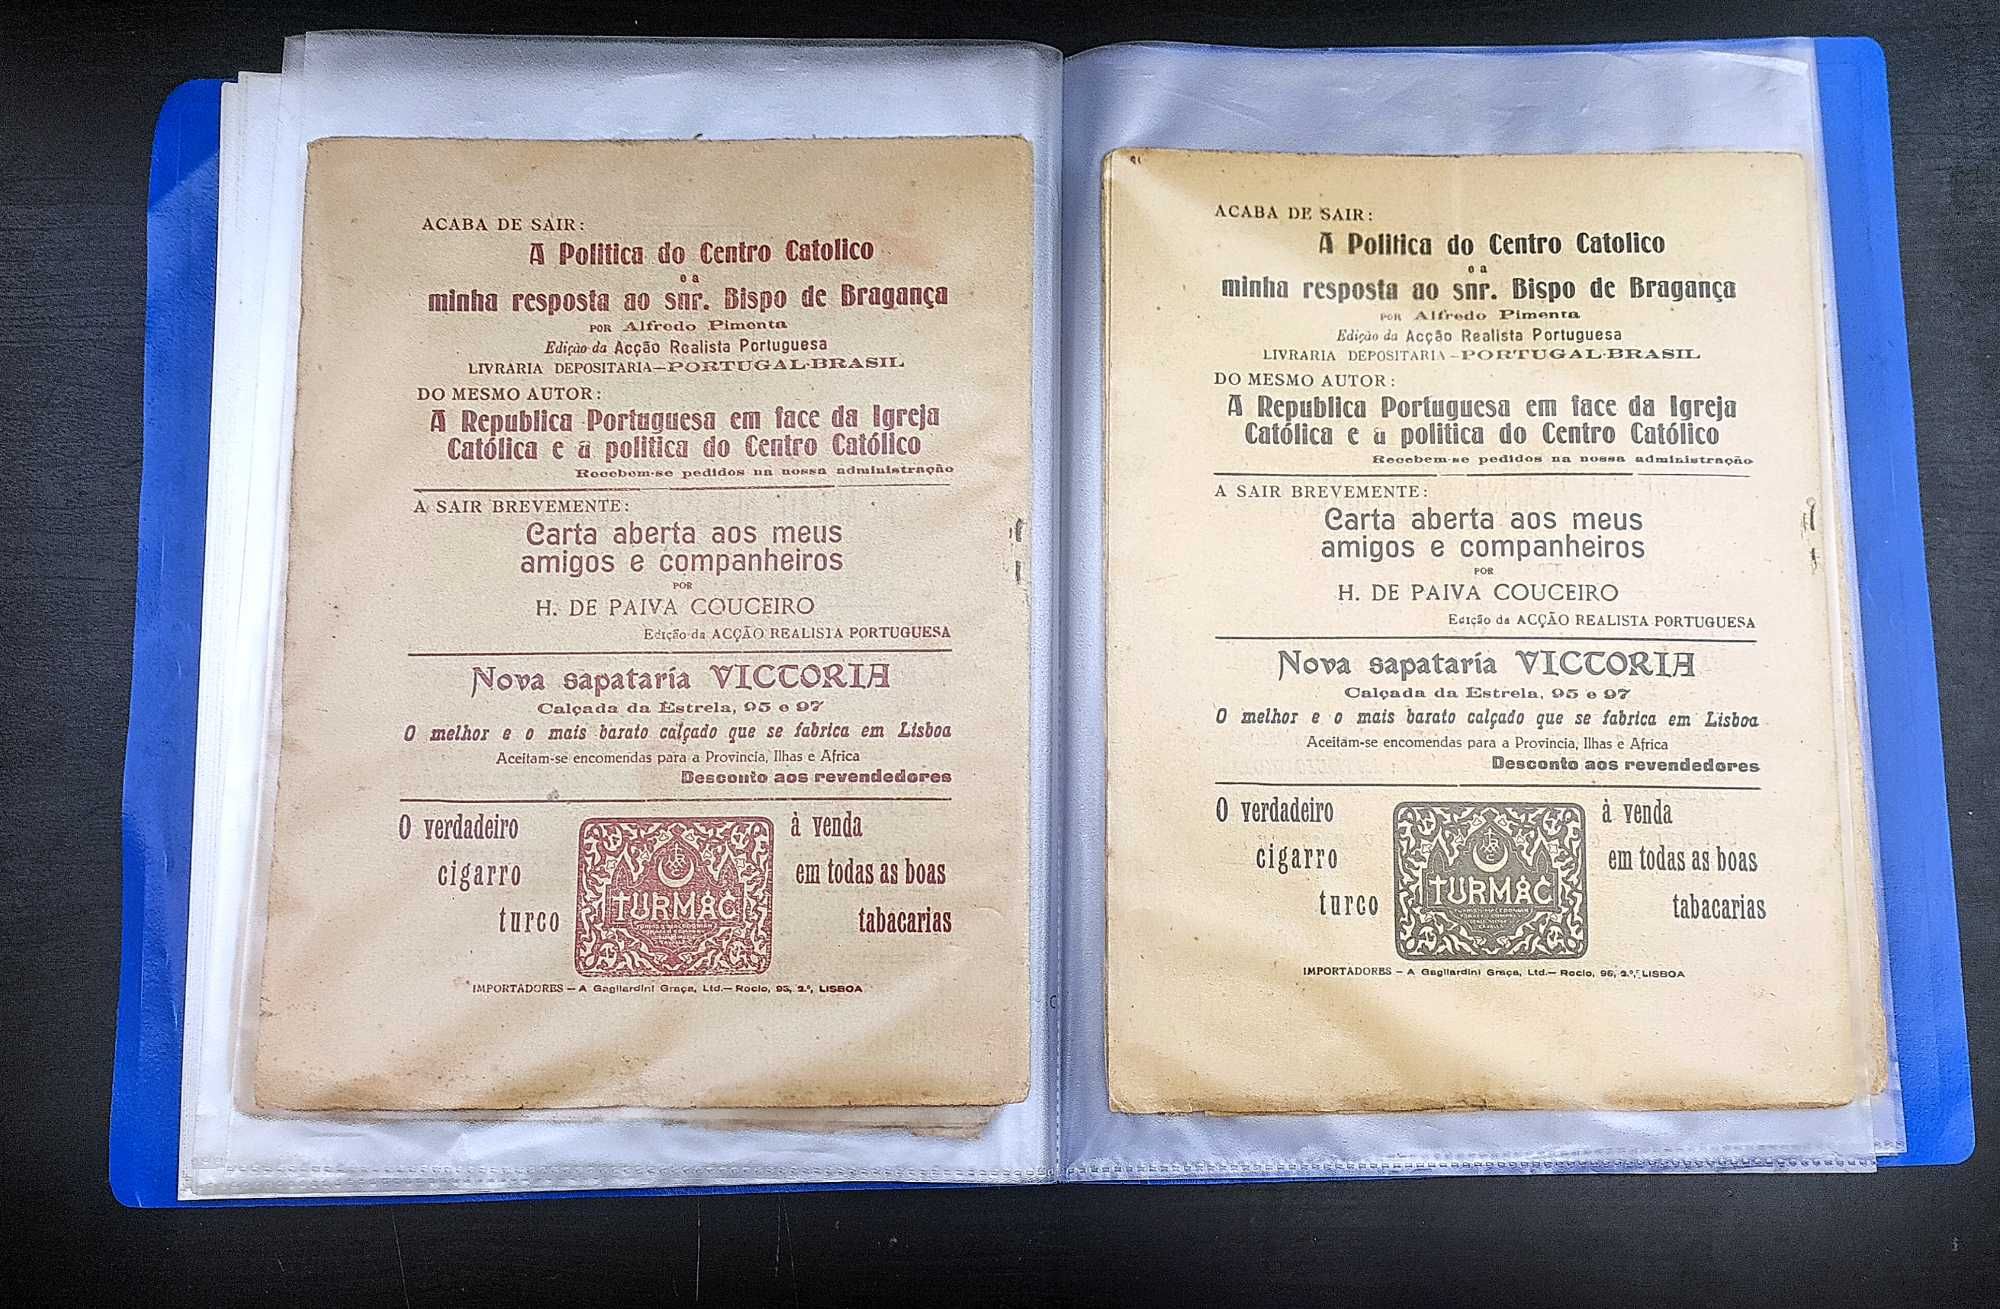 ACABA DE SAIR:
A Politica do Centro Catolico
e a
minha resposta ao snr. Bispo de Bragança
POR Alfredo Pimenta
Edição da Acção Realista Portuguesa
LIVRARIA DEPOSITARIA—PORTUGAL-BRASIL
DO MESMO AUTOR:
A Republica Portuguesa em face da Igreja
Católica e a politica do Centro Católico
Recebem-se pedidos na nossa administração
A SAIR BREVEMENTE:
Carta aberta aos meus
amigos e companheiros
POR
H. DE PAIVA COUCEIRO
Edição da ACÇÃO REALISTA PORTUGUESA
Nova sapataria VICTORIA
Calçada da Estrela, 95 e 97
O melhor e o mais barato calçado que se fabrica em Lisboa
Aceitam-se encomendas para a Provincia, Ilhas e Africa
Desconto aos revendedores
O verdadeiro
cigarro
turco
TURMAC
à venda
em todas as boas
tabacarias
IMPORTADORES — A Gagliardini Graça, Ltd.— Rocio, 95, 2.º, LISBOA
ACABA DE SAIR:
A Politica do Centro Catolico
e a
minha resposta ao snr. Bispo de Bragança
POR Alfredo Pimenta
Edição da Acção Realista Portuguesa
LIVRARIA DEPOSITARIA—PORTUGAL-BRASIL
DO MESMO AUTOR:
A Republica Portuguesa em face da Igreja
Católica e a politica do Centro Católico
Recebem-se pedidos na nossa administração
A SAIR BREVEMENTE:
Carta aberta aos meus
amigos e companheiros
POR
H. DE PAIVA COUCEIRO
Edição da ACÇÃO REALISTA PORTUGUESA
Nova sapataria VICTORIA
Calçada da Estrela, 95 e 97
O melhor e o mais barato calçado que se fabrica em Lisboa
Aceitam-se encomendas para a Provincia, Ilhas e Africa
Desconto aos revendedores
O verdadeiro
cigarro
turco
TURMAC
à venda
em todas as boas
tabacarias
IMPORTADORES — A Gagliardini Graça, Ltd.— Rocio, 95, 2.º, LISBOA